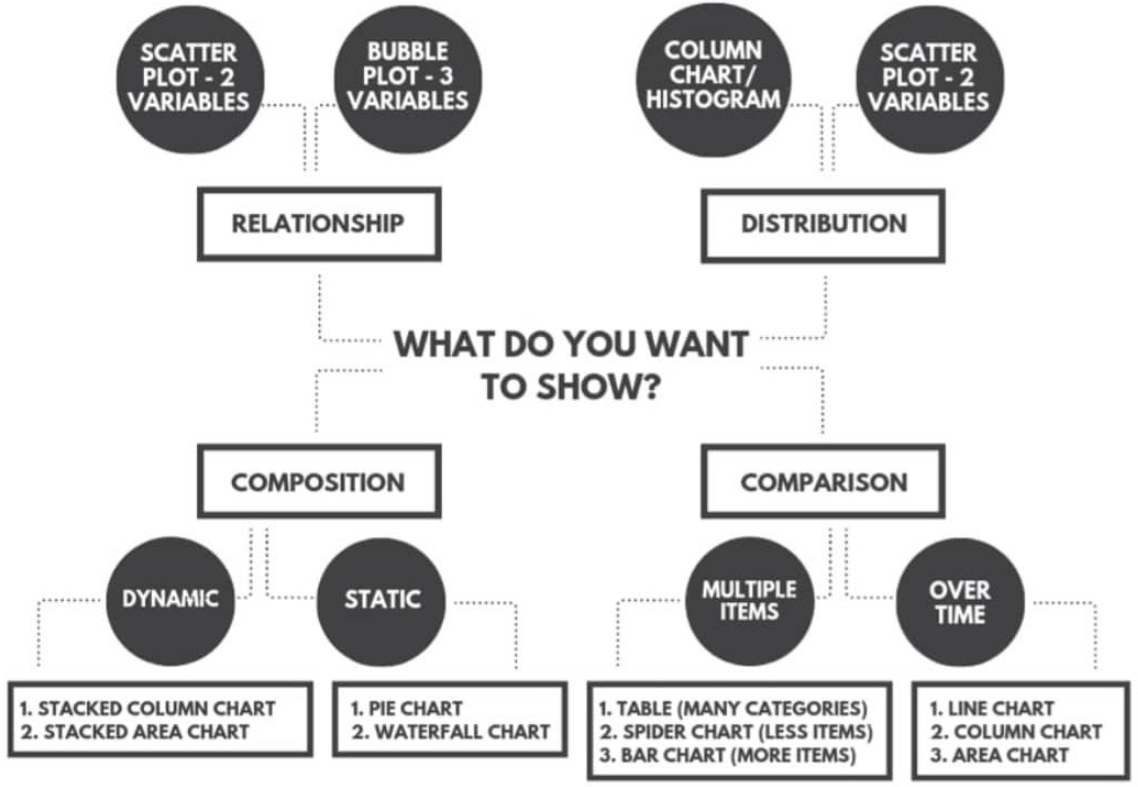 SCATTER
PLOT - 2
VARIABLES
BUBBLE
PLOT - 3
VARIABLES
COLUMN
CHART/
HISTOGRAM
SCATTER
PLOT - 2
VARIABLES
RELATIONSHIP
DISTRIBUTION
WHAT DO YOU WANT
TO SHOW?
COMPOSITION
COMPARISON
DYNAMIC
STATIC
MULTIPLE
ITEMS
OVER
TIME
1. STACKED COLUMN CHART
2. STACKED AREA CHART
1. PIE CHART
2. WATERFALL CHART
1. TABLE (MANY CATEGORIES)
2. SPIDER CHART (LESS ITEMS)
3. BAR CHART (MORE ITEMS)
1. LINE CHART
2. COLUMN CHART
3. AREA CHART